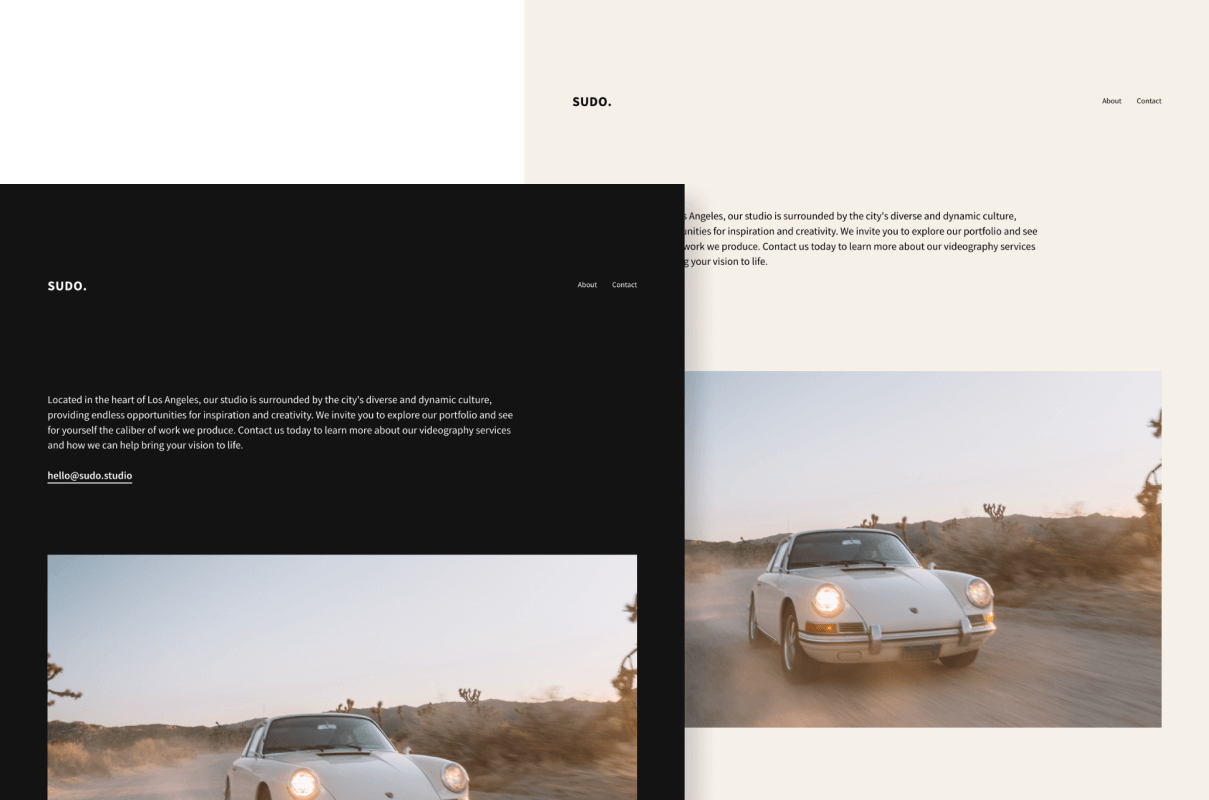 SUDO.
About Contact
s Angeles, our studio is surrounded by the city's diverse and dynamic culture,
unities for inspiration and creativity. We invite you to explore our portfolio and see
work we produce. Contact us today to learn more about our videography services
g your vision to life.
SUDO.
About Contact
Located in the heart of Los Angeles, our studio is surrounded by the city's diverse and dynamic culture,
providing endless opportunities for inspiration and creativity. We invite you to explore our portfolio and see
for yourself the caliber of work we produce. Contact us today to learn more about our videography services
and how we can help bring your vision to life.
hello@sudo.studio